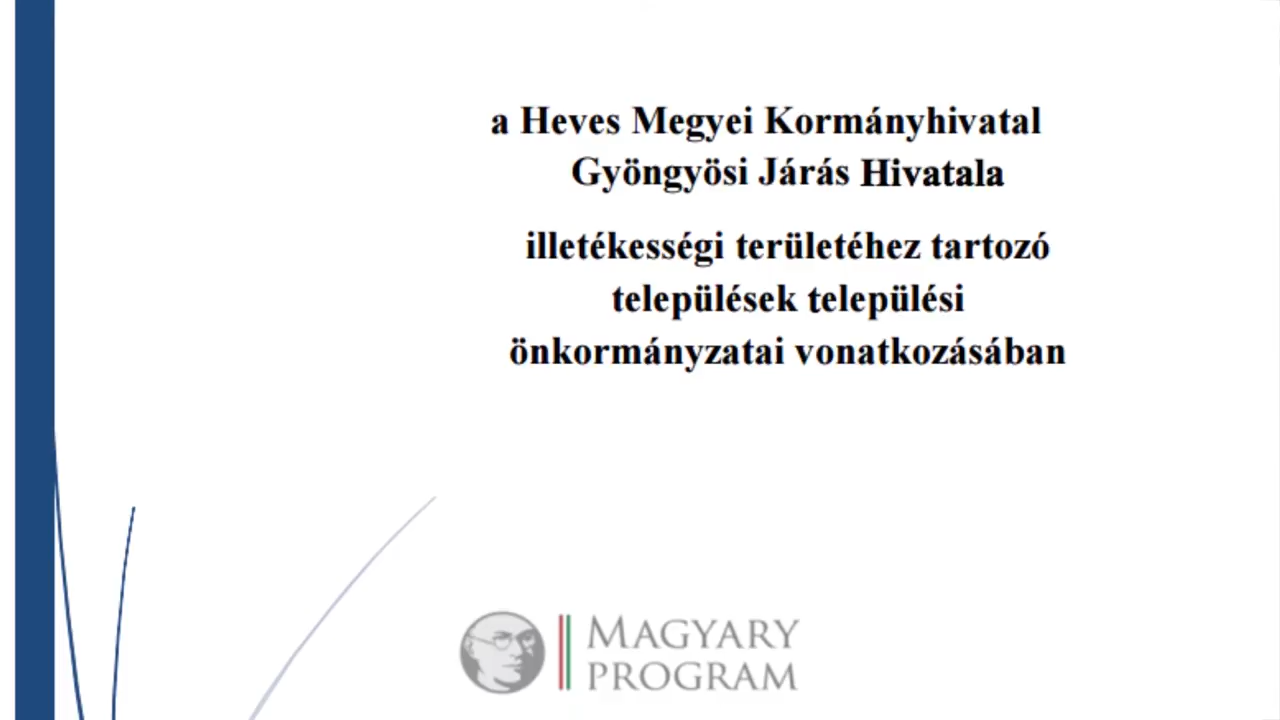 a Heves Megyei Kormányhivatal
Gyöngyösi Járás Hivatala
illetékességi területéhez tartozó
települések települési
önkormányzatai vonatkozásában
MAGYARY
PROGRAM